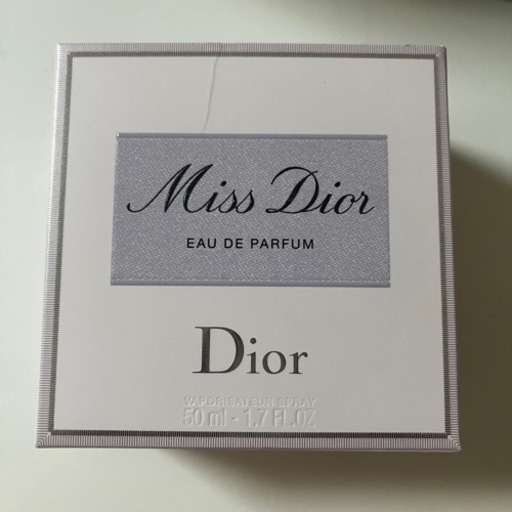 Miss Dior
EAU DE PARFUM
Dior
VAPORISATEUR SPRAY
50 ml - 1.7 FL.OZ